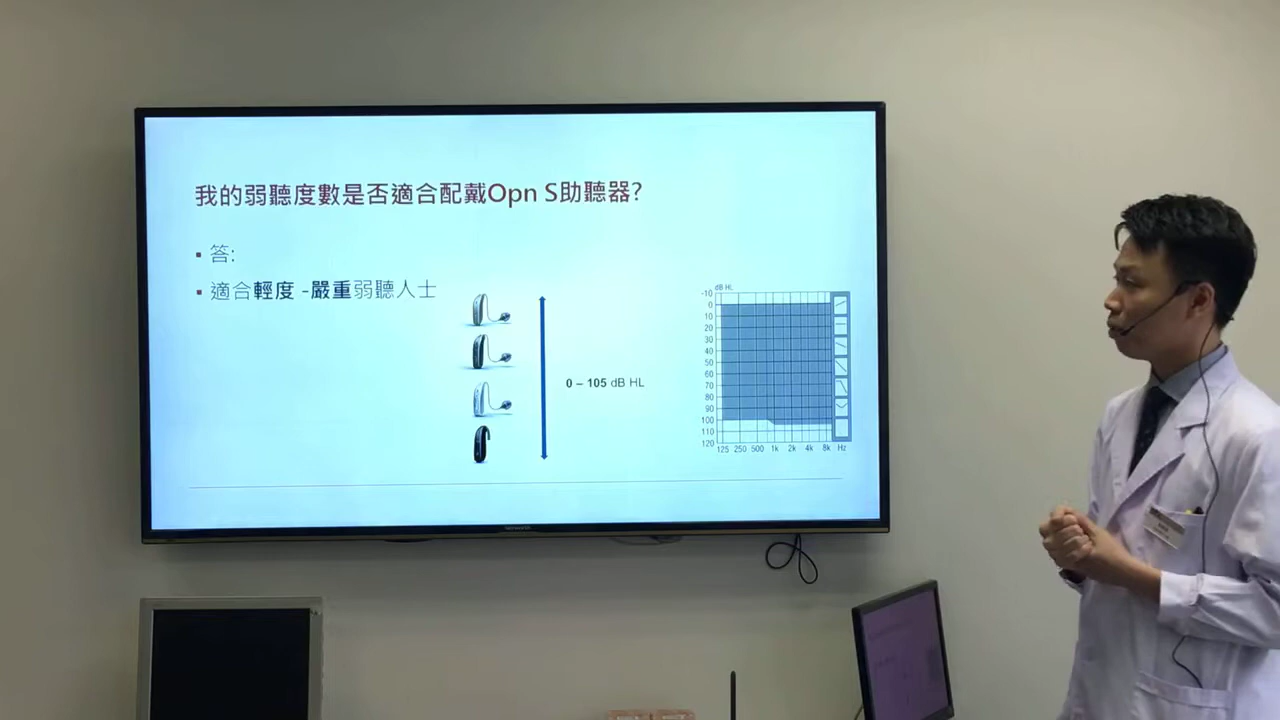 我的弱聽度數是否適合配戴Opn S助聽器?
▪ 答:
▪ 適合輕度 -嚴重弱聽人士
0 – 105 dB HL
dB HL
-10
0
10
20
30
40
50
60
70
80
90
100
110
120
125 250 500 1k 2k 4k 8k Hz